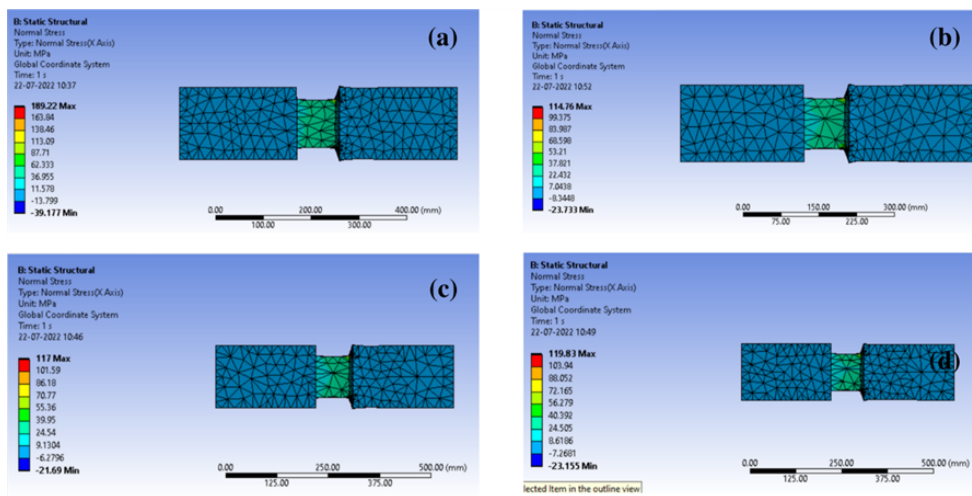 B: Static Structural
Normal Stress
Type: Normal Stress(X Axis)
Unit: MPa
Global Coordinate System
Time: 1 s
22-07-2022 10:37
(a)
189.22 Max
163.84
138.46
113.09
87.71
62.333
36.955
11.578
-13.799
-39.177 Min
0.00 200.00 400.00 (mm)
100.00 300.00
B: Static Structural
Normal Stress
Type: Normal Stress(X Axis)
Unit: MPa
Global Coordinate System
Time: 1 s
22-07-2022 10:52
(b)
114.76 Max
99.375
83.987
68.598
53.21
37.821
22.432
7.0438
-8.3448
-23.733 Min
0.00 150.00 300.00 (mm)
75.00 225.00
B: Static Structural
Normal Stress
Type: Normal Stress(X Axis)
Unit: MPa
Global Coordinate System
Time: 1 s
22-07-2022 10:46
(c)
117 Max
101.59
86.18
70.77
55.36
39.95
24.54
9.1304
-6.2796
-21.69 Min
0.00 250.00 500.00 (mm)
125.00 375.00
B: Static Structural
Normal Stress
Type: Normal Stress(X Axis)
Unit: MPa
Global Coordinate System
Time: 1 s
22-07-2022 10:49
(d)
119.83 Max
103.94
88.052
72.165
56.279
40.392
24.505
8.6186
-7.2681
-23.155 Min
0.00 250.00 500.00 (mm)
125.00 375.00
lected Item in the outline view